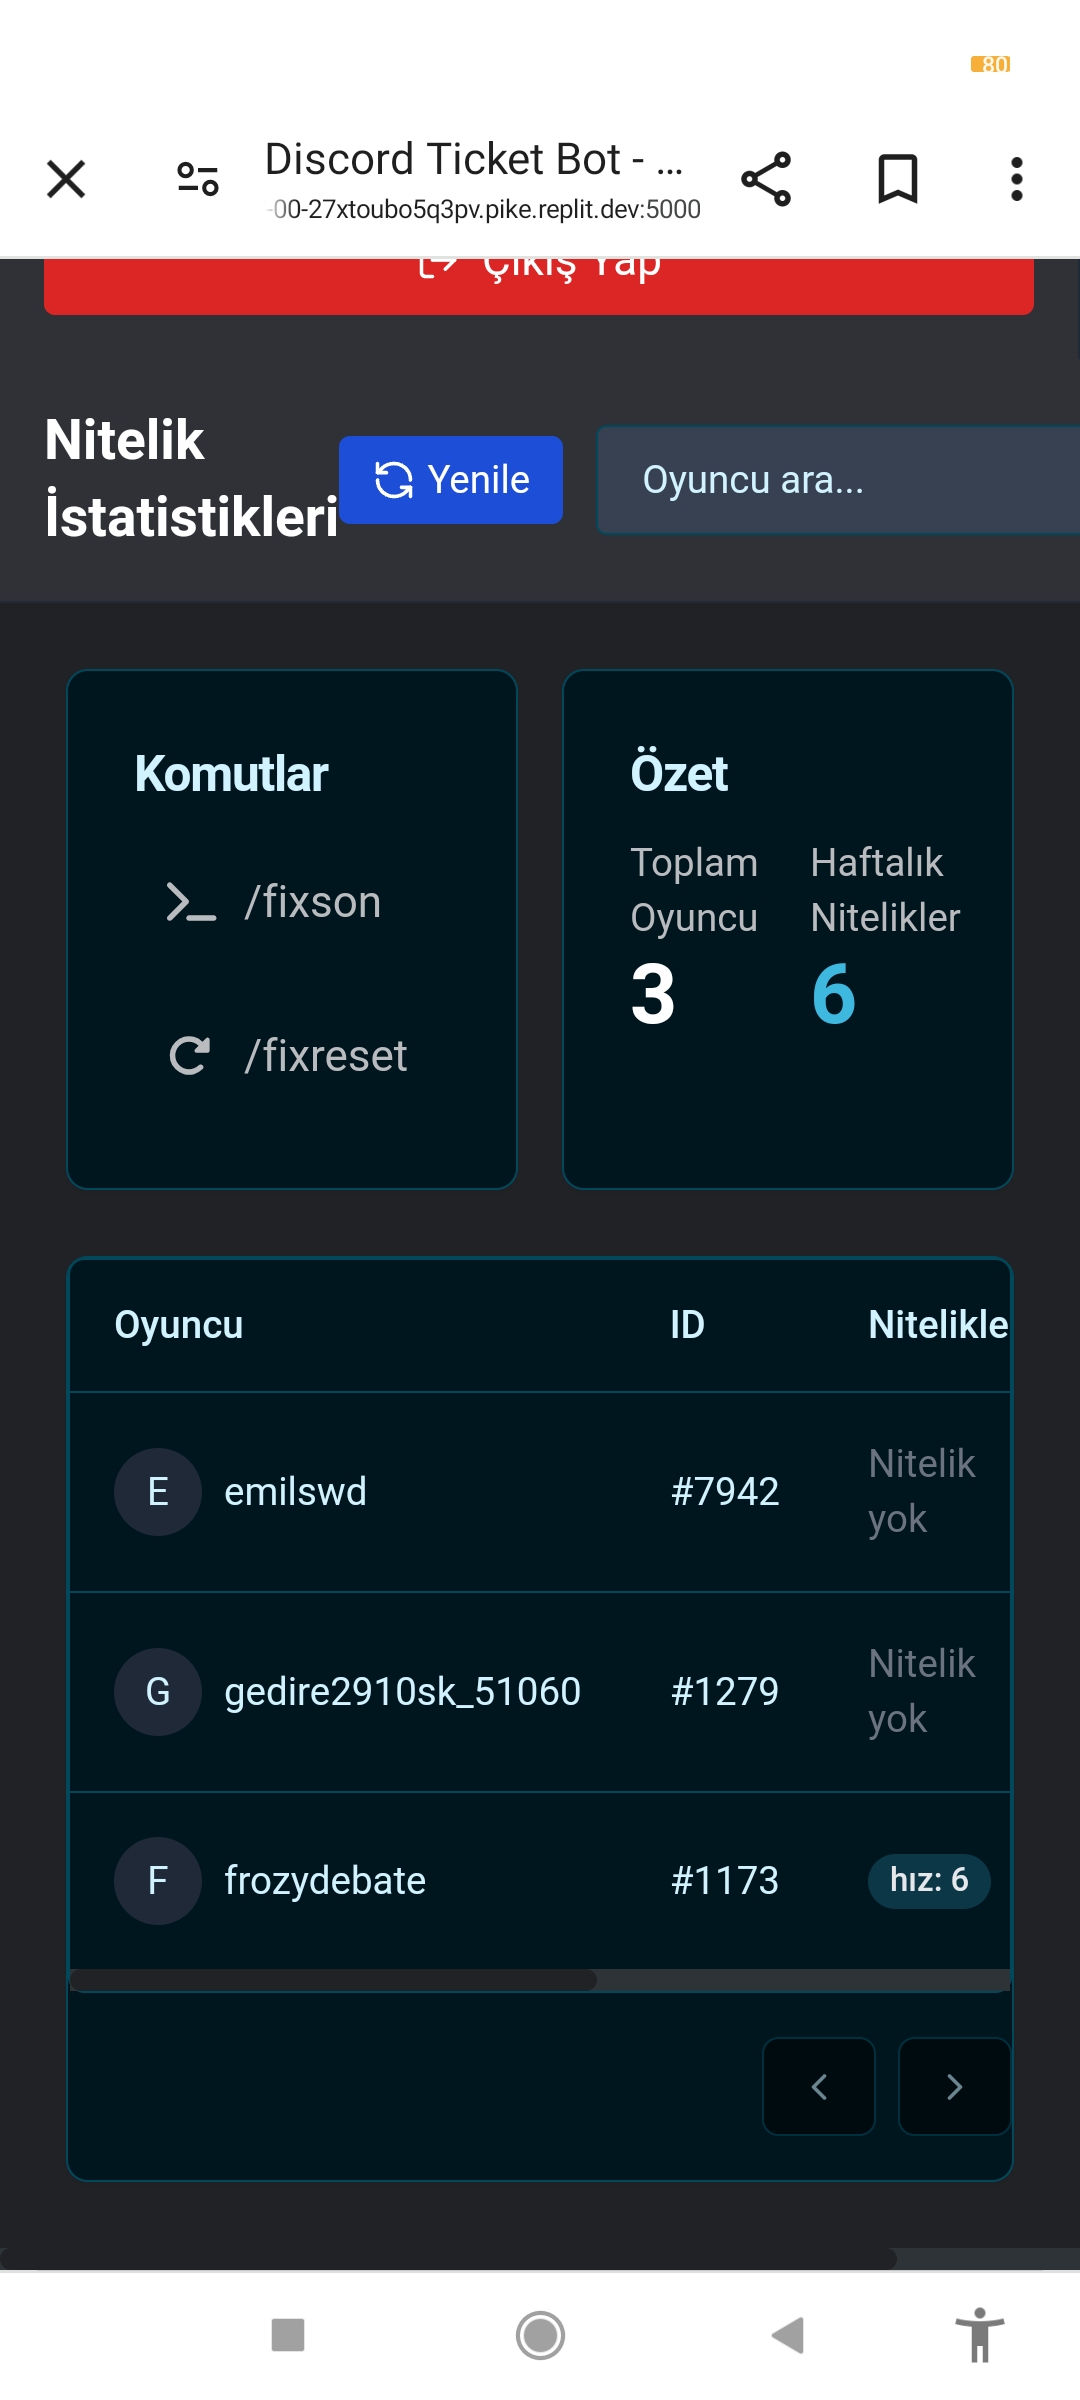 80
Discord Ticket Bot - ...
-00-27xtoubo5q3pv.pike.replit.dev:5000
Çıkış Yap
Nitelik
İstatistikleri
Yenile
Oyuncu ara...
Komutlar
/fixson
/fixreset
Özet
Toplam
Oyuncu
3
Haftalık
Nitelikler
6
Oyuncu ID Nitelikle
E emilswd #7942 Nitelik
yok
G gedire2910sk_51060 #1279 Nitelik
yok
F frozydebate #1173 hız: 6